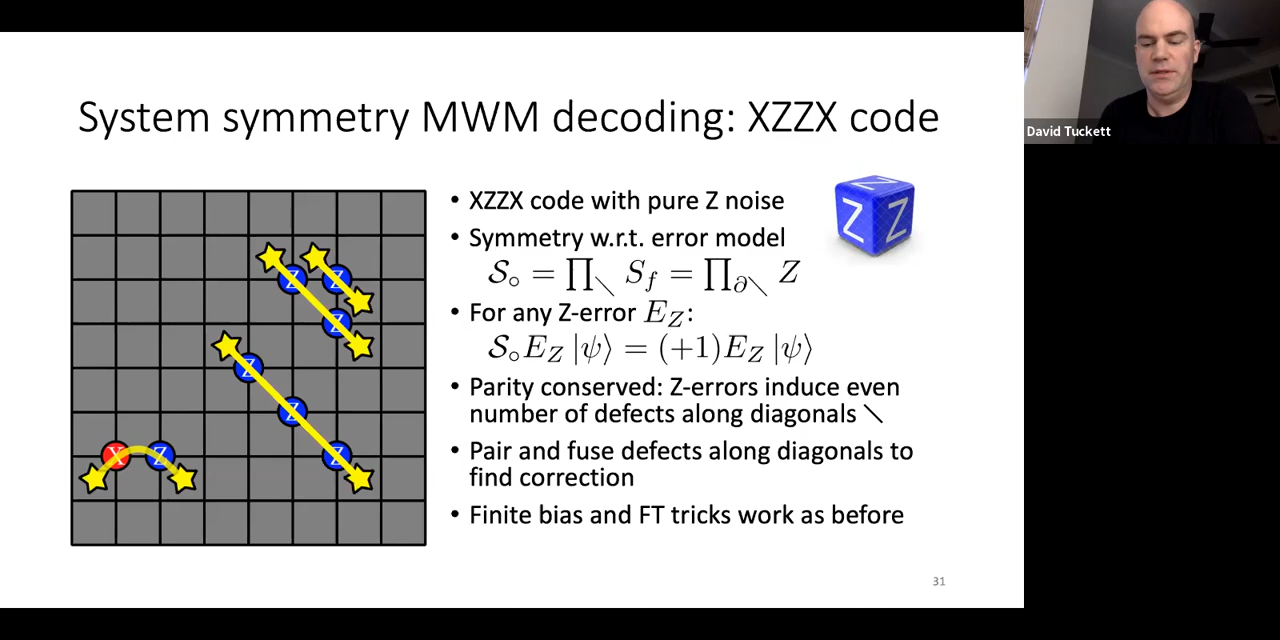 System symmetry MWM decoding: XZZX code
David Tuckett
• XZZX code with pure Z noise
Z
Z Z
• Symmetry w.r.t. error model
𝒮∘ = ∏╲ S_f = ∏∂╲ Z
• For any Z-error E_Z:
𝒮∘E_Z |ψ⟩ = (+1)E_Z |ψ⟩
• Parity conserved: Z-errors induce even
number of defects along diagonals ╲
• Pair and fuse defects along diagonals to
find correction
• Finite bias and FT tricks work as before
Z Z
Z
Z
Z
X Z Z
31